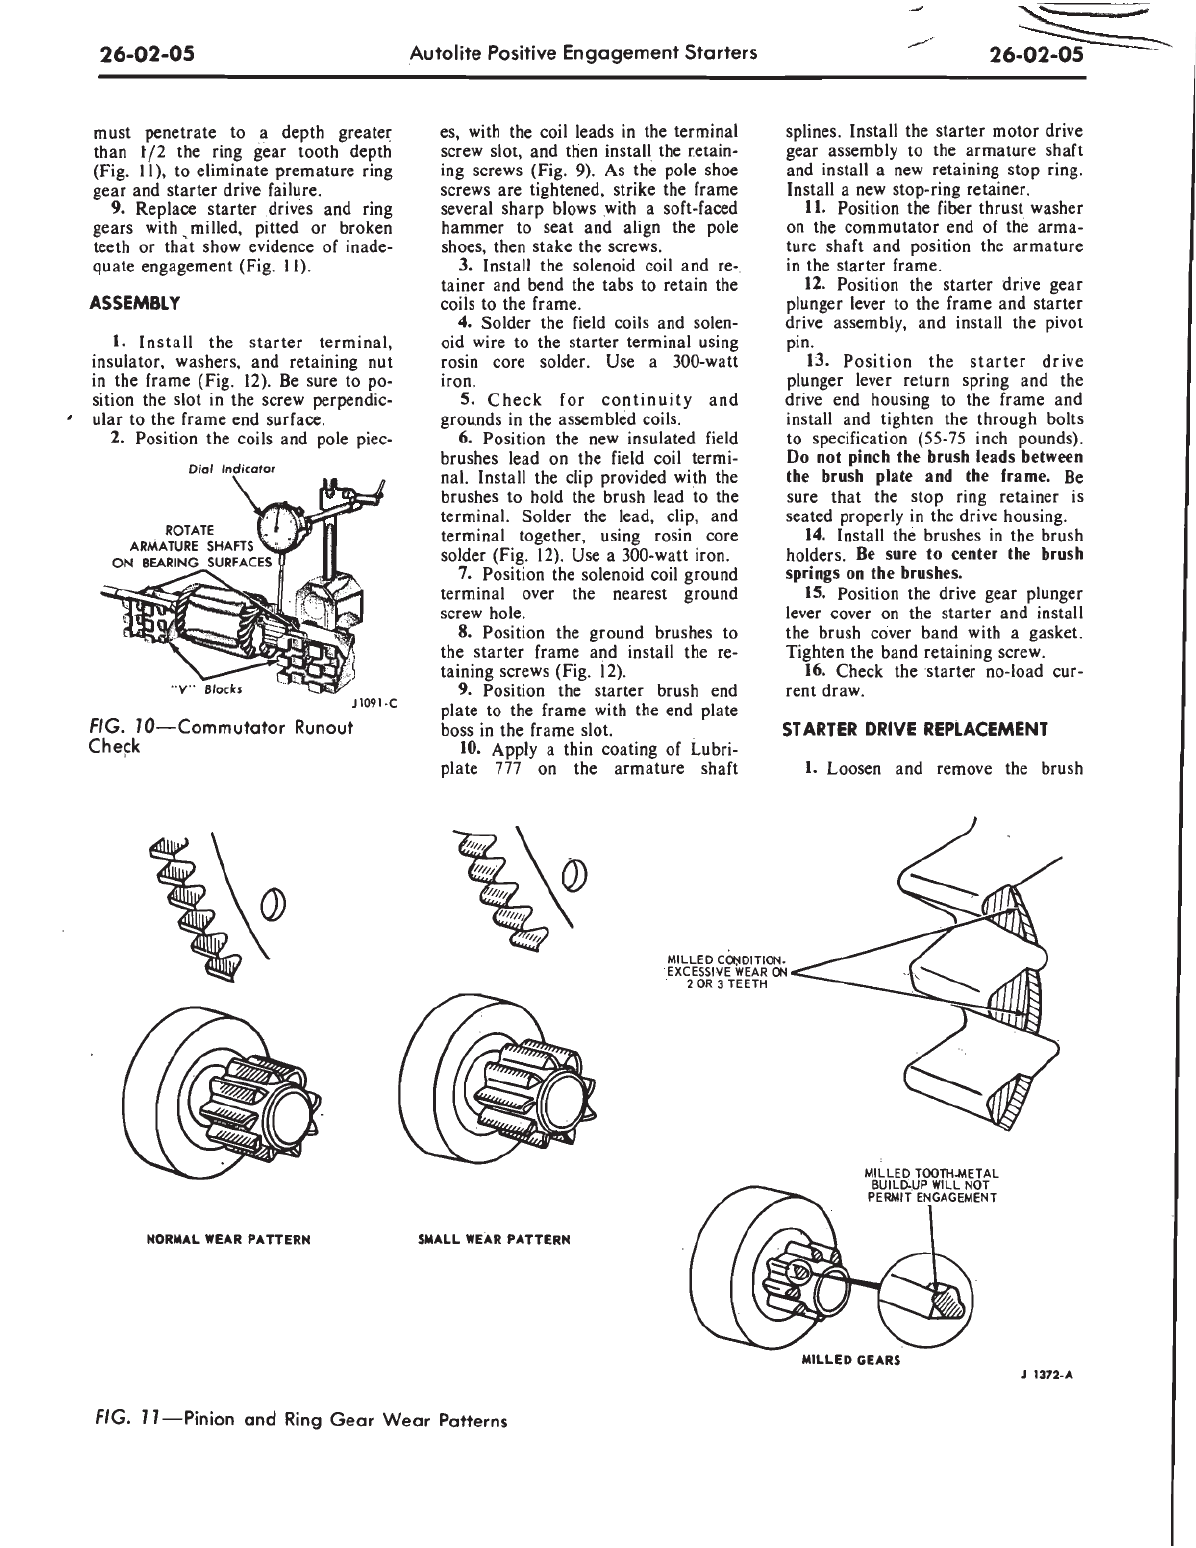 26-02-05
Autolite Positive Engagement Starters
26-02-05
must penetrate to a depth greater
than 1/2 the ring gear tooth depth
(Fig. 11), to eliminate premature ring
gear and starter drive failure.
9. Replace starter drives and ring
gears with milled, pitted or broken
teeth or that show evidence of inade-
quate engagement (Fig. 11).
ASSEMBLY
1. Install the starter terminal,
insulator, washers, and retaining nut
in the frame (Fig. 12). Be sure to po-
sition the slot in the screw perpendic-
ular to the frame end surface.
2. Position the coils and pole piec-
Dial Indicator
ROTATE
ARMATURE SHAFTS
ON BEARING SURFACES
"V" Blocks
J1091-C
FIG. 10—Commutator Runout
Check
es, with the coil leads in the terminal
screw slot, and then install the retain-
ing screws (Fig. 9). As the pole shoe
screws are tightened, strike the frame
several sharp blows with a soft-faced
hammer to seat and align the pole
shoes, then stake the screws.
3. Install the solenoid coil and re-
tainer and bend the tabs to retain the
coils to the frame.
4. Solder the field coils and solen-
oid wire to the starter terminal using
rosin core solder. Use a 300-watt
iron.
5. Check for continuity and
grounds in the assembled coils.
6. Position the new insulated field
brushes lead on the field coil termi-
nal. Install the clip provided with the
brushes to hold the brush lead to the
terminal. Solder the lead, clip, and
terminal together, using rosin core
solder (Fig. 12). Use a 300-watt iron.
7. Position the solenoid coil ground
terminal over the nearest ground
screw hole.
8. Position the ground brushes to
the starter frame and install the re-
taining screws (Fig. 12).
9. Position the starter brush end
plate to the frame with the end plate
boss in the frame slot.
10. Apply a thin coating of Lubri-
plate 777 on the armature shaft
splines. Install the starter motor drive
gear assembly to the armature shaft
and install a new retaining stop ring.
Install a new stop-ring retainer.
11. Position the fiber thrust washer
on the commutator end of the arma-
ture shaft and position the armature
in the starter frame.
12. Position the starter drive gear
plunger lever to the frame and starter
drive assembly, and install the pivot
pin.
13. Position the starter drive
plunger lever return spring and the
drive end housing to the frame and
install and tighten the through bolts
to specification (55-75 inch pounds).
Do not pinch the brush leads between
the brush plate and the frame. Be
sure that the stop ring retainer is
seated properly in the drive housing.
14. Install the brushes in the brush
holders. Be sure to center the brush
springs on the brushes.
15. Position the drive gear plunger
lever cover on the starter and install
the brush cover band with a gasket.
Tighten the band retaining screw.
16. Check the starter no-load cur-
rent draw.
STARTER DRIVE REPLACEMENT
1. Loosen and remove the brush
MILLED CONDITION-
EXCESSIVE WEAR ON
2 OR 3 TEETH
MILLED TOOTH-METAL
BUILD-UP WILL NOT
PERMIT ENGAGEMENT
NORMAL WEAR PATTERN
SMALL WEAR PATTERN
MILLED GEARS
J 1372-A
FIG. 11—Pinion and Ring Gear Wear Patterns